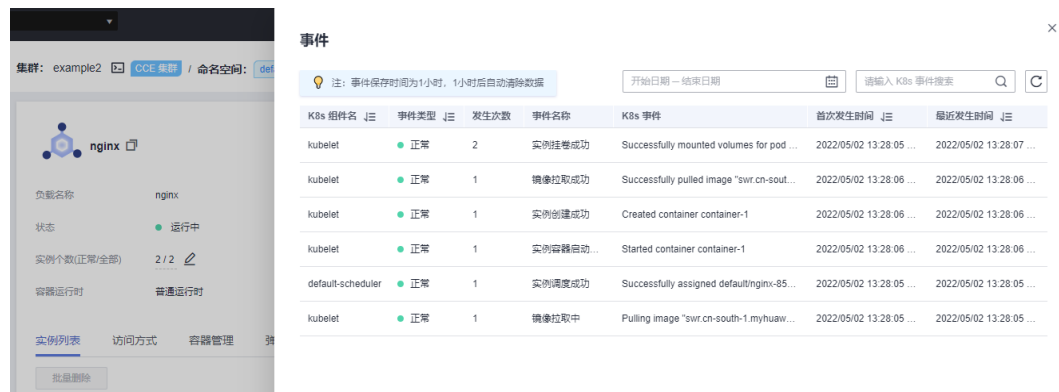 集群： example2 CCE 集群 / 命名空间： defa
nginx
负载名称 nginx
状态 运行中
实例个数(正常/全部) 2 / 2
容器运行时 普通运行时
实例列表 访问方式 容器管理 弹
批量删除
事件
注：事件保存时间为1小时，1小时后自动清除数据
开始日期 – 结束日期
请输入 K8s 事件搜索
K8s 组件名 事件类型 发生次数 事件名称 K8s 事件 首次发生时间 最近发生时间
kubelet 正常 2 实例挂卷成功 Successfully mounted volumes for pod ... 2022/05/02 13:28:05 ... 2022/05/02 13:28:07 ...
kubelet 正常 1 镜像拉取成功 Successfully pulled image "swr.cn-sout... 2022/05/02 13:28:06 ... 2022/05/02 13:28:06 ...
kubelet 正常 1 实例创建成功 Created container container-1 2022/05/02 13:28:06 ... 2022/05/02 13:28:06 ...
kubelet 正常 1 实例容器启动... Started container container-1 2022/05/02 13:28:06 ... 2022/05/02 13:28:06 ...
default-scheduler 正常 1 实例调度成功 Successfully assigned default/nginx-85... 2022/05/02 13:28:05 ... 2022/05/02 13:28:05 ...
kubelet 正常 1 镜像拉取中 Pulling image "swr.cn-south-1.myhuaw... 2022/05/02 13:28:05 ... 2022/05/02 13:28:05 ...